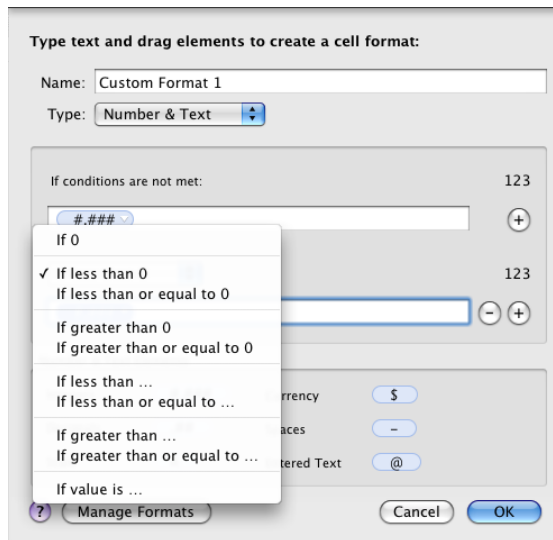 Type text and drag elements to create a cell format:
Name: Custom Format 1
Type: Number & Text
If conditions are not met: 123
#,###
If 0
✓ If less than 0 123
If less than or equal to 0
If greater than 0
If greater than or equal to 0
If less than ...
If less than or equal to ... $
If greater than ... –
If greater than or equal to ... Text @
If value is ...
? Manage Formats Cancel OK